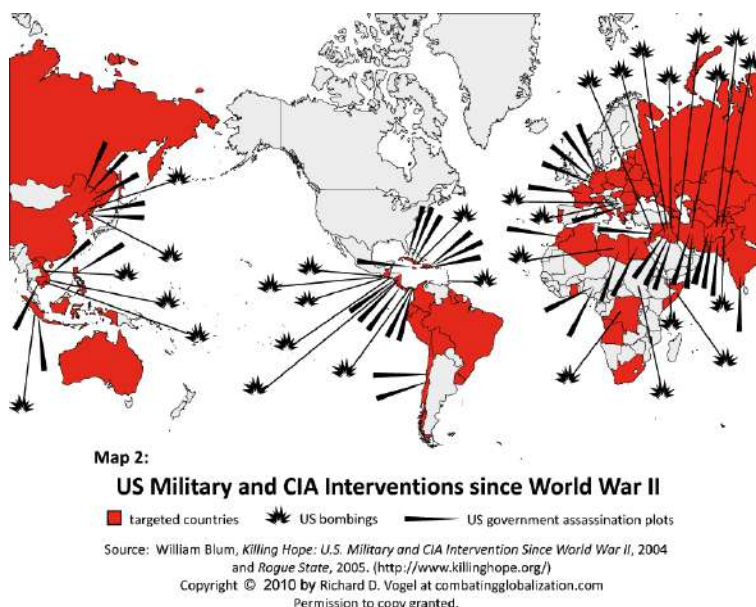 Map 2:
US Military and CIA Interventions since World War II
targeted countries US bombings US government assassination plots
Source: William Blum, Killing Hope: U.S. Military and CIA Intervention Since World War II, 2004
and Rogue State, 2005. (http://www.killinghope.org/)
Copyright © 2010 by Richard D. Vogel at combatingglobalization.com
Permission to copy granted.